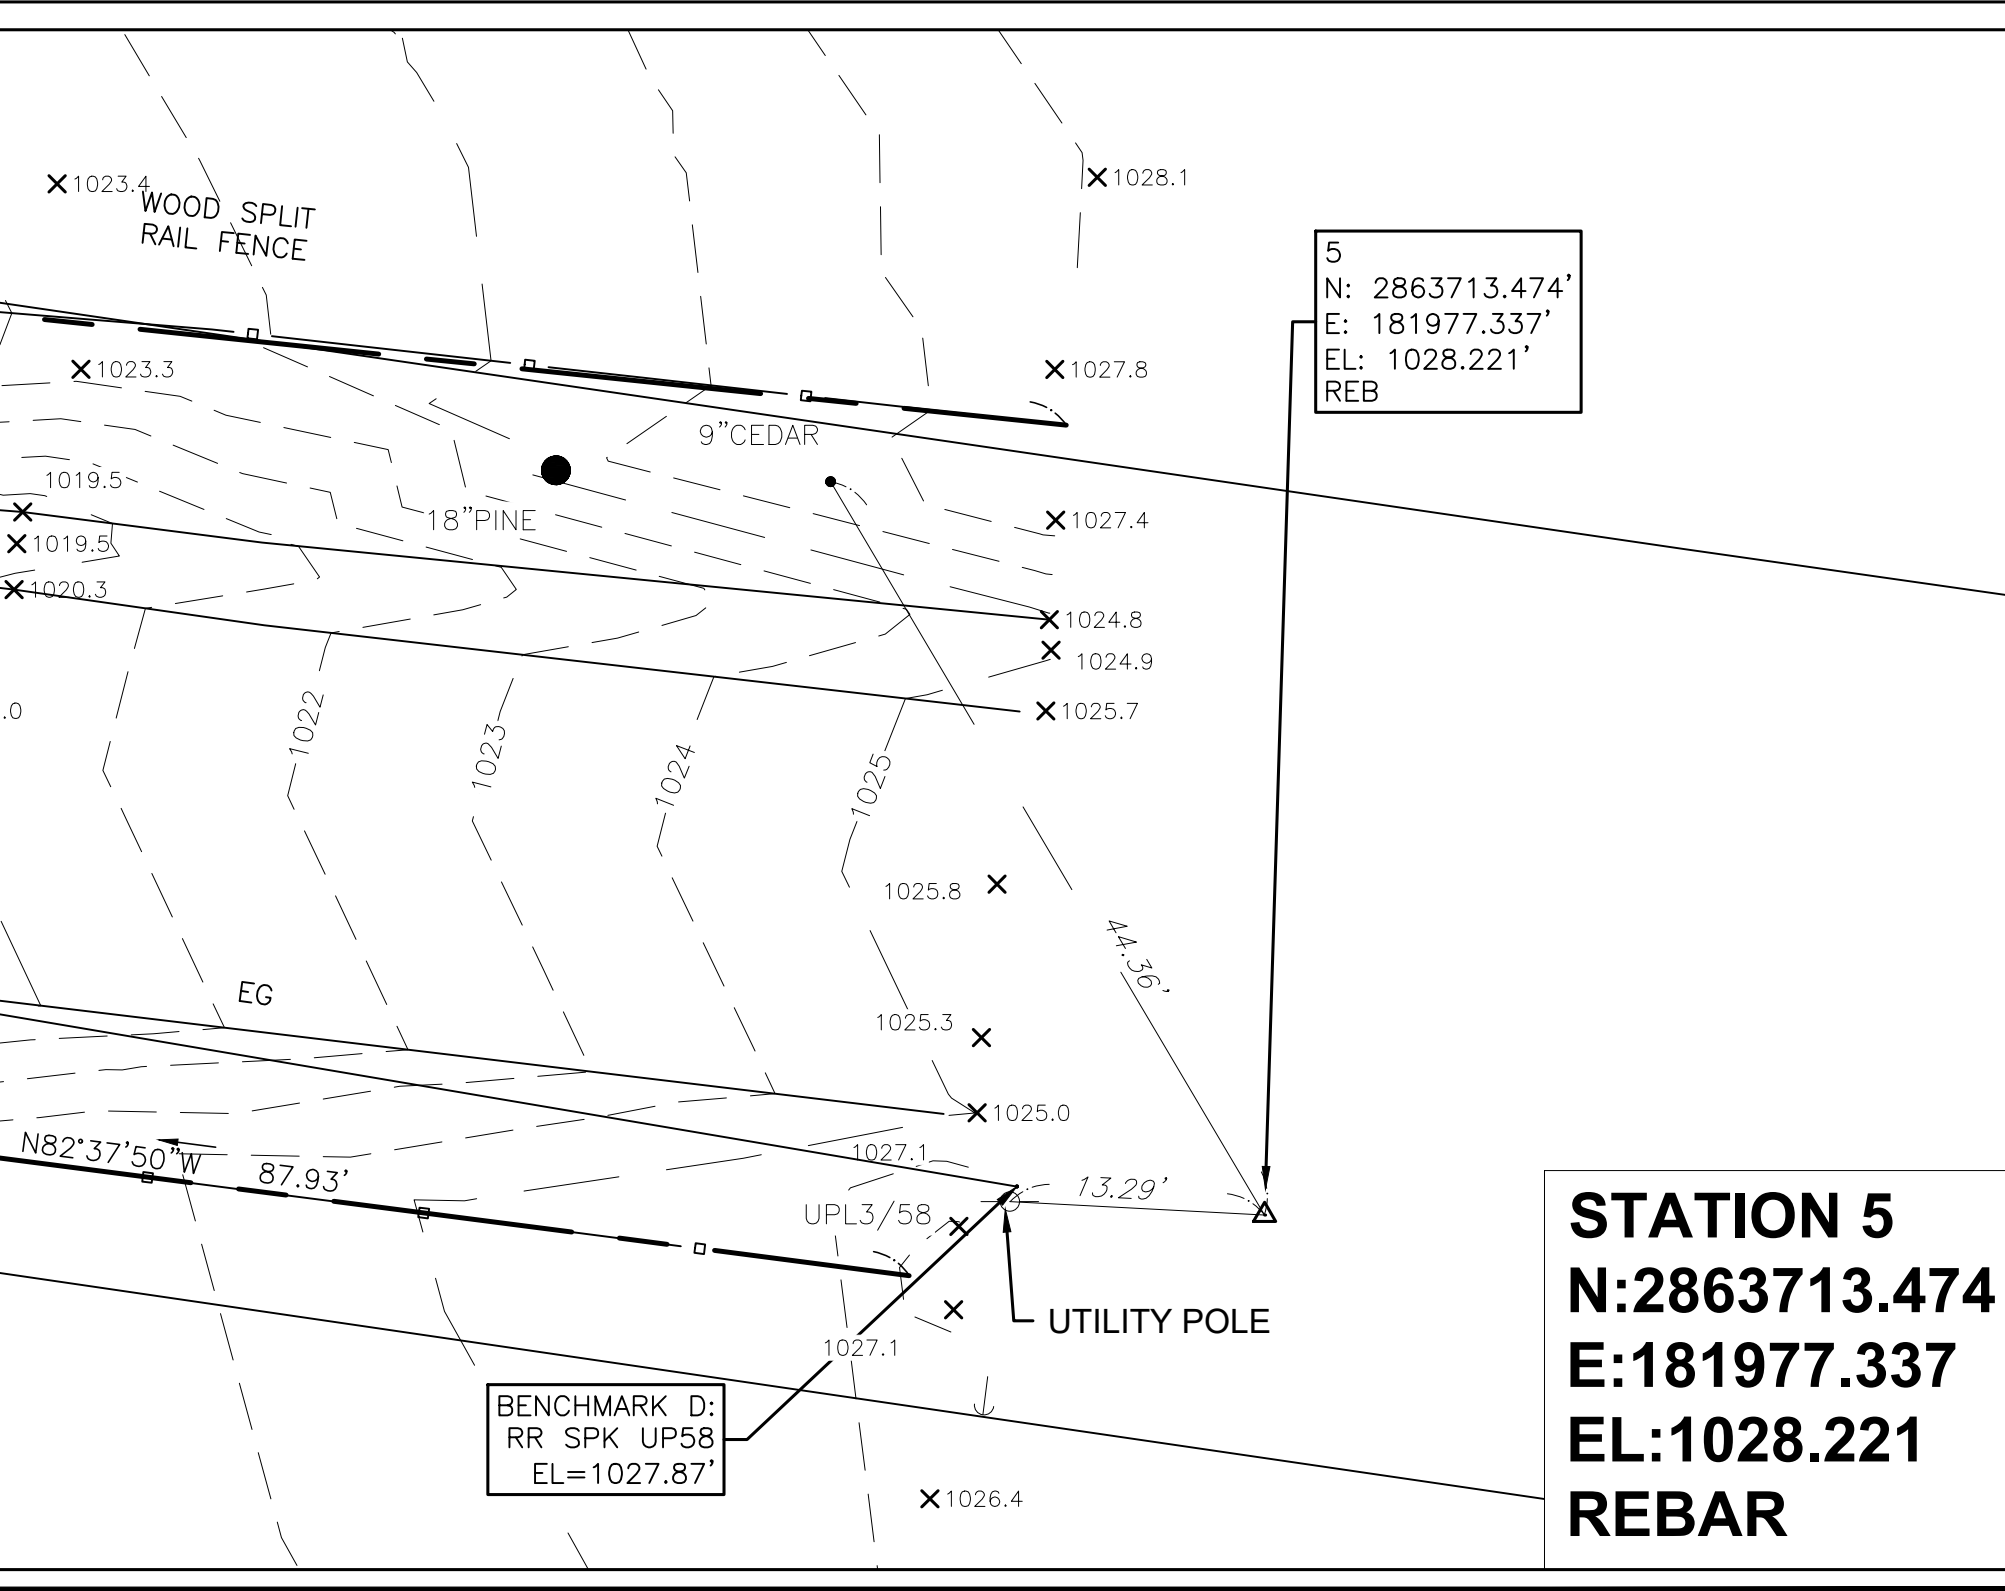 1023.4
WOOD SPLIT
RAIL FENCE
1028.1
5
N: 2863713.474'
E: 181977.337'
EL: 1028.221'
REB
1023.3
1027.8
9"CEDAR
1019.5
18"PINE
1027.4
1019.5
1020.3
1024.8
1024.9
.0
1022
1023
1024
1025
1025.7
1025.8
44.36'
EG
1025.3
1025.0
N82°37'50"W
87.93'
1027.1
UPL3/58
13.29'
UTILITY POLE
1027.1
BENCHMARK D:
RR SPK UP58
EL=1027.87'
1026.4
STATION 5
N:2863713.474
E:181977.337
EL:1028.221
REBAR